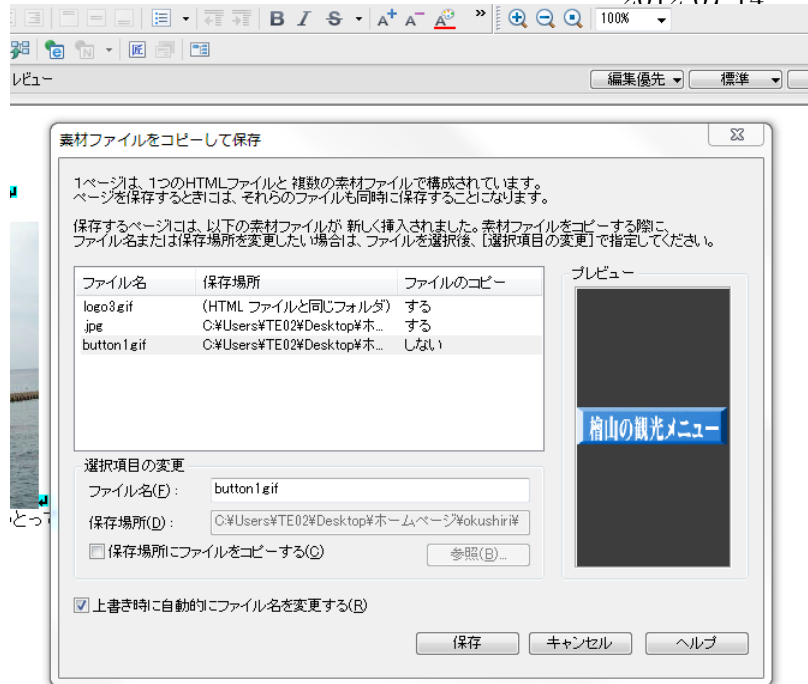 B I S A+ A- A » 100%
匠
レビュー 編集優先 標準
素材ファイルをコピーして保存
1ページは、1つのHTMLファイルと 複数の素材ファイルで構成されています。
ページを保存するときには、それらのファイルも同時に保存することになります。
保存するページには、以下の素材ファイルが 新しく挿入されました。素材ファイルをコピーする際に、
ファイル名または保存場所を変更したい場合は、ファイルを選択後、[選択項目の変更]で指定してください。
ファイル名 保存場所 ファイルのコピー
logo3.gif (HTML ファイルと同じフォルダ) する
.jpg C:¥Users¥TE02¥Desktop¥ホ... する
button1.gif C:¥Users¥TE02¥Desktop¥ホ... しない
プレビュー
檜山の観光メニュー
選択項目の変更
ファイル名(F): button1.gif
保存場所(D): C:¥Users¥TE02¥Desktop¥ホームページ¥okushiri¥
保存場所にファイルをコピーする(C) 参照(B)...
上書き時に自動的にファイル名を変更する(R)
保存 キャンセル ヘルプ